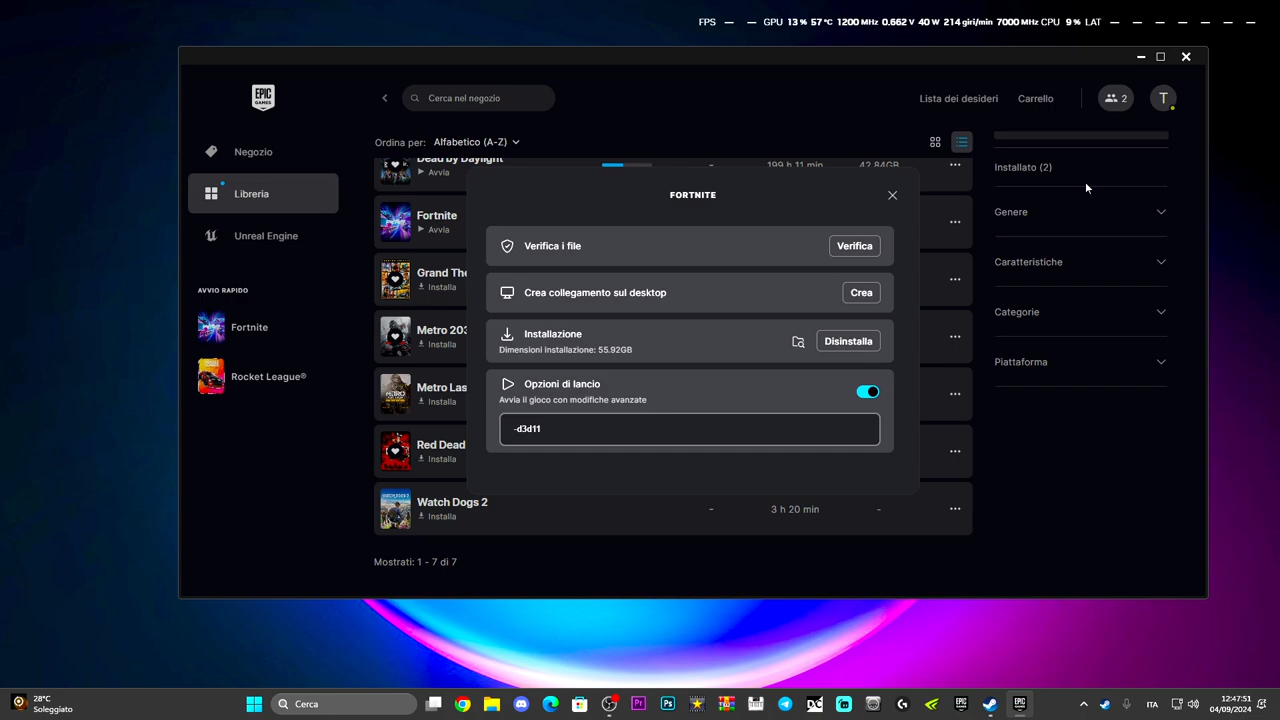 FPS — — GPU 13 % 57 °C 1200 MHz 0.662 V 40 W 214 giri/min 7000 MHz CPU 9 % LAT — — — — — — —
EPIC GAMES
Cerca nel negozio
Lista dei desideri
Carrello
2
T
Negozio
Libreria
Unreal Engine
AVVIO RAPIDO
Fortnite
Rocket League®
Ordina per: Alfabetico (A-Z)
Dead by Daylight
Avvia
-
199 h 11 min
42.84GB
Fortnite
Avvia
Grand The
Installa
Metro 203
Installa
Metro Las
Installa
Red Dead
Installa
Watch Dogs 2
Installa
-
3 h 20 min
-
Mostrati: 1 - 7 di 7
FORTNITE
Verifica i file
Verifica
Crea collegamento sul desktop
Crea
Installazione
Dimensioni installazione: 55.92GB
Disinstalla
Opzioni di lancio
Avvia il gioco con modifiche avanzate
-d3d11
Installato (2)
Genere
Caratteristiche
Categorie
Piattaforma
28°C
Soleggiato
Cerca
ITA
12:47:51
04/09/2024